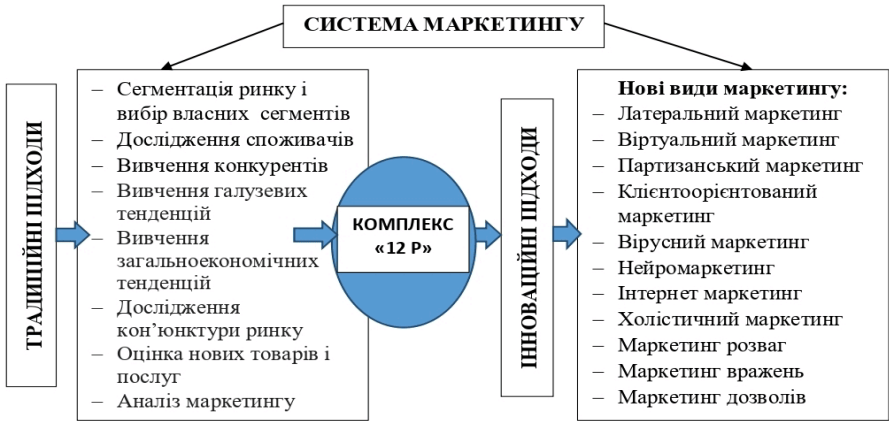 СИСТЕМА МАРКЕТИНГУ
ТРАДИЦІЙНІ ПІДХОДИ
– Сегментація ринку і
вибір власних сегментів
– Дослідження споживачів
– Вивчення конкурентів
– Вивчення галузевих
тенденцій
– Вивчення
загальноекономічних
тенденцій
– Дослідження
кон’юнктури ринку
– Оцінка нових товарів і
послуг
– Аналіз маркетингу
КОМПЛЕКС
«12 Р»
ІННОВАЦІЙНІ ПІДХОДИ
Нові види маркетингу:
– Латеральний маркетинг
– Віртуальний маркетинг
– Партизанський маркетинг
– Клієнтоорієнтований
маркетинг
– Вірусний маркетинг
– Нейромаркетинг
– Інтернет маркетинг
– Холістичний маркетинг
– Маркетинг розваг
– Маркетинг вражень
– Маркетинг дозволів